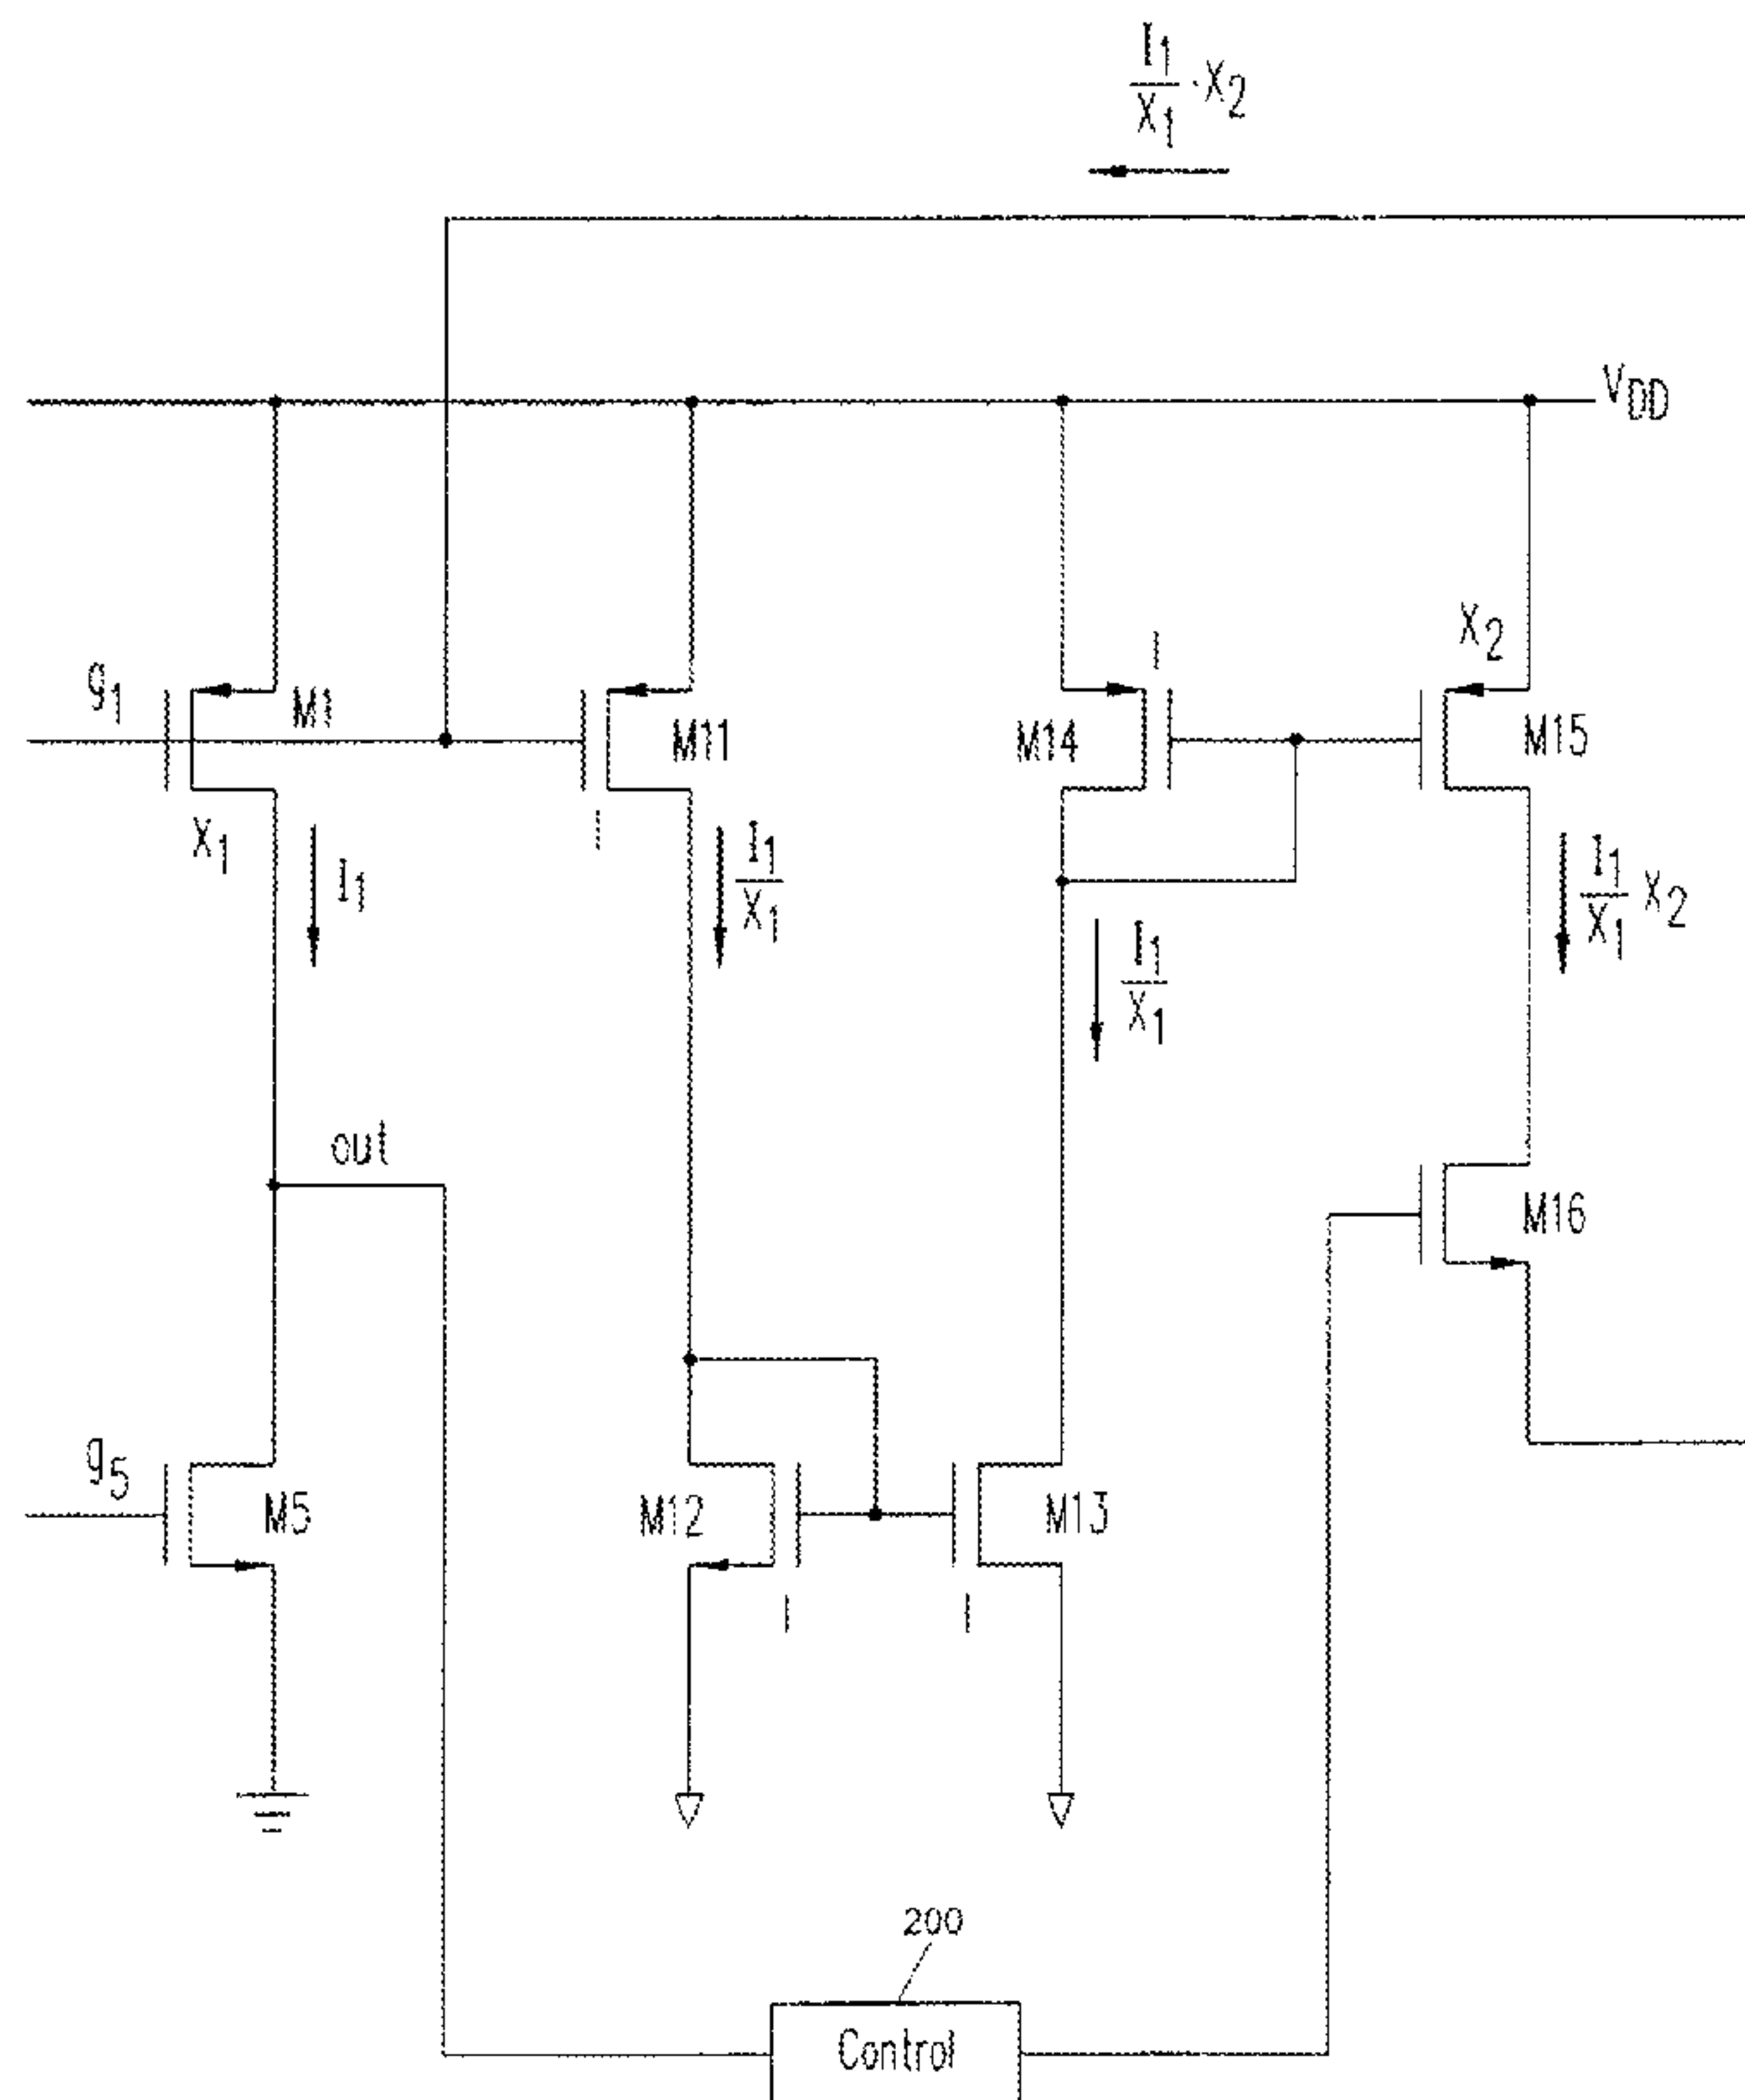 I1/X1 · X2
VDD
g1
M1
M11
M14
X2
M15
X1
I1
I1/X1
I1/X1
I1/X1 X2
out
M16
g5
M5
M12
M13
200
Control